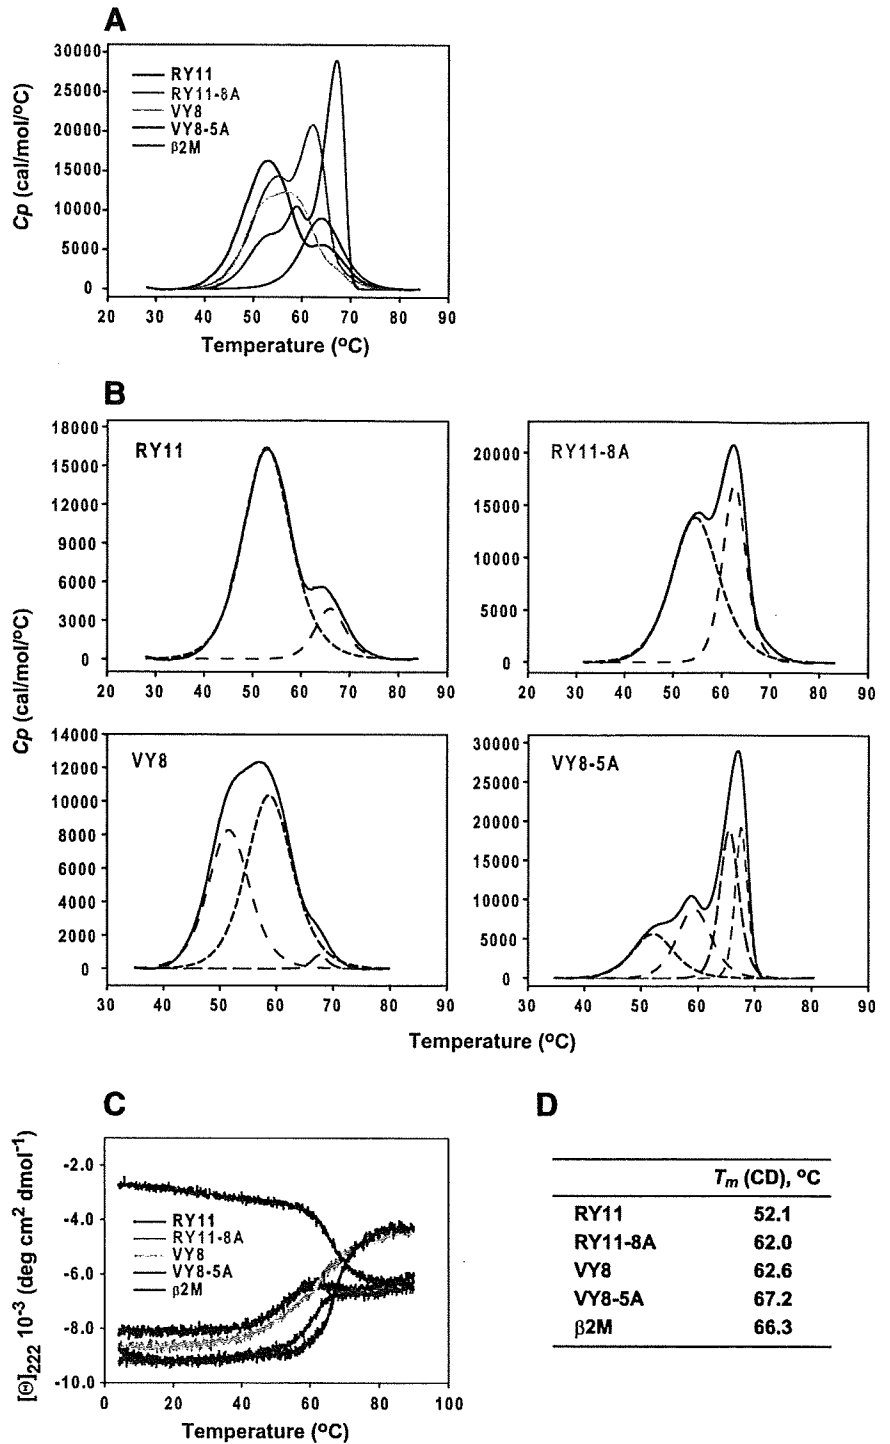 A
Cp (cal/mol/ºC)
30000
25000
20000
15000
10000
5000
0
RY11
RY11-8A
VY8
VY8-5A
β2M
20 30 40 50 60 70 80 90
Temperature (ºC)
B
Cp (cal/mol/ºC)
RY11
18000
15000
12000
9000
6000
3000
0
20 30 40 50 60 70 80 90
RY11-8A
20000
15000
10000
5000
0
20 30 40 50 60 70 80 90
VY8
14000
12000
10000
8000
6000
4000
2000
0
30 40 50 60 70 80 90
VY8-5A
30000
25000
20000
15000
10000
5000
0
30 40 50 60 70 80 90
Temperature (ºC)
C
[Θ]222 10-3 (deg cm2 dmol-1)
-2.0
-4.0
-6.0
-8.0
-10.0
RY11
RY11-8A
VY8
VY8-5A
β2M
0 20 40 60 80 100
Temperature (ºC)
D
Tm (CD), ºC
RY11 52.1
RY11-8A 62.0
VY8 62.6
VY8-5A 67.2
β2M 66.3